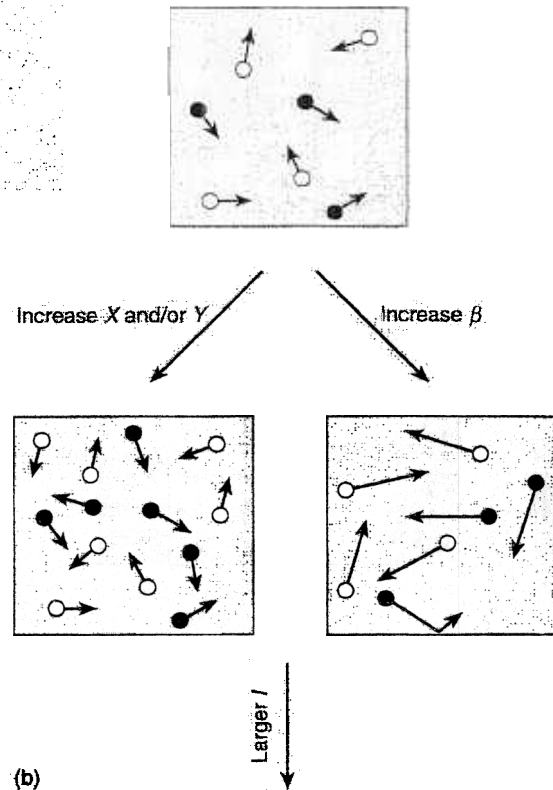 Increase X and/or Y
Increase β
Larger I
(b)